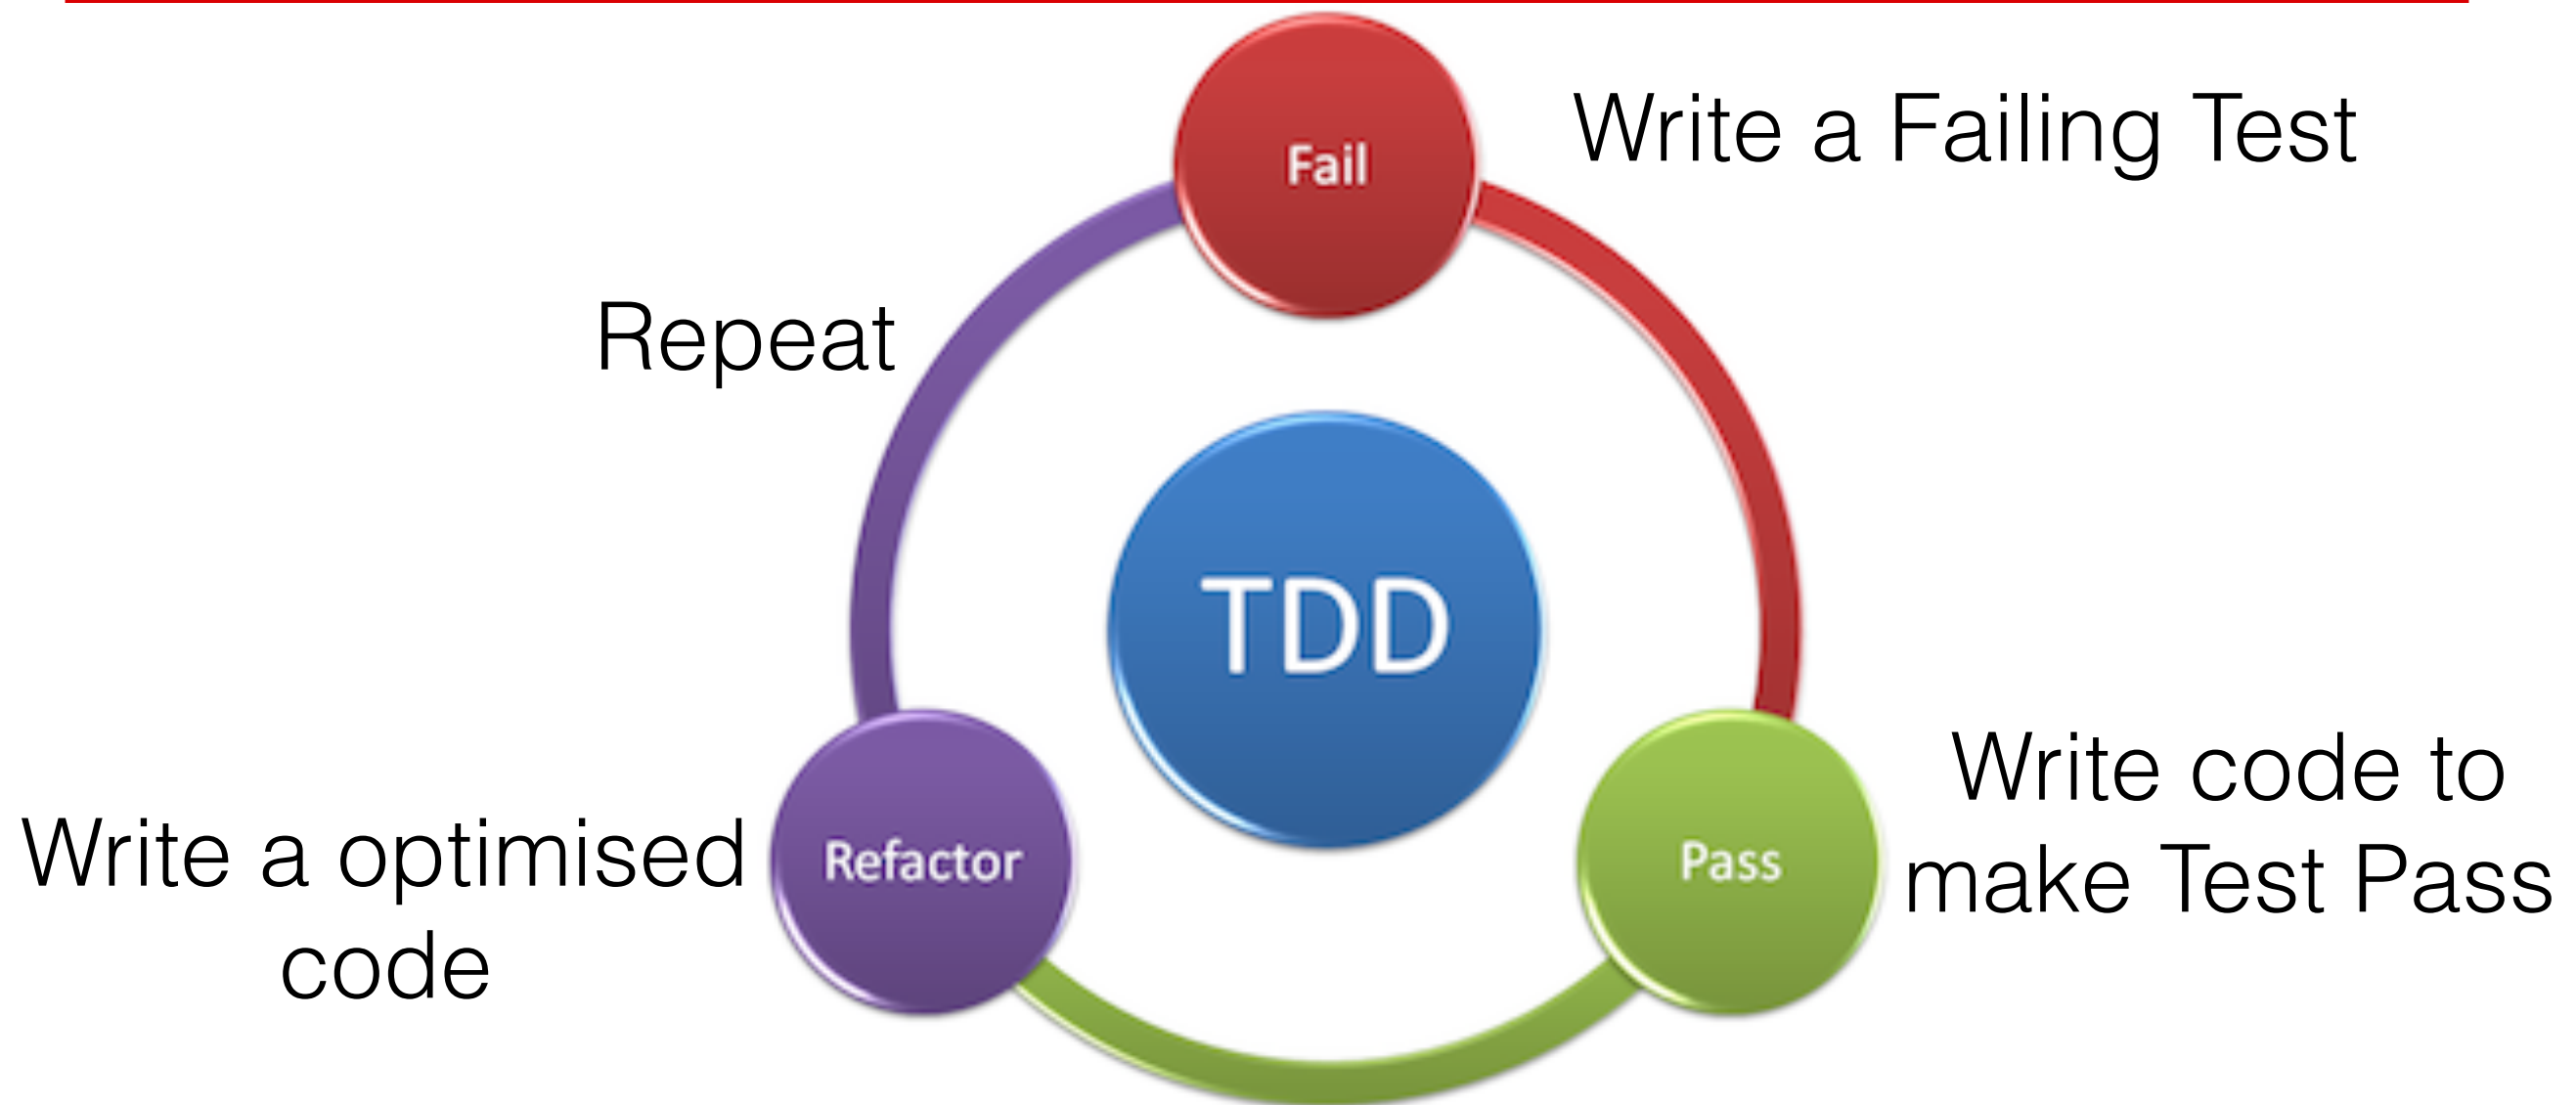 Fail
Write a Failing Test
Repeat
TDD
Write code to
make Test Pass
Pass
Refactor
Write a optimised
code